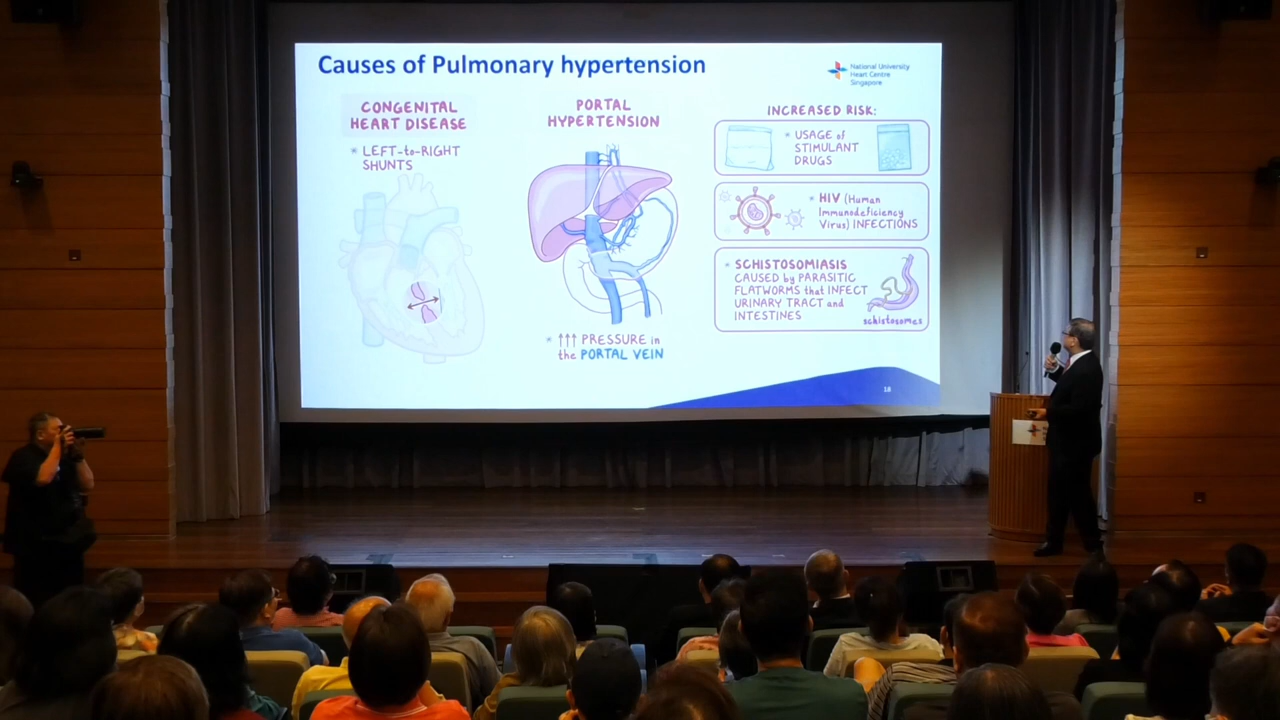 Causes of Pulmonary hypertension
National University
Heart Centre
Singapore
CONGENITAL
HEART DISEASE
* LEFT-to-RIGHT
SHUNTS
PORTAL
HYPERTENSION
* ↑↑↑ PRESSURE in
the PORTAL VEIN
INCREASED RISK:
* USAGE of
STIMULANT
DRUGS
* HIV (Human
Immunodeficiency
Virus) INFECTIONS
* SCHISTOSOMIASIS
CAUSED by PARASITIC
FLATWORMS that INFECT
URINARY TRACT and
INTESTINES
schistosomes
18